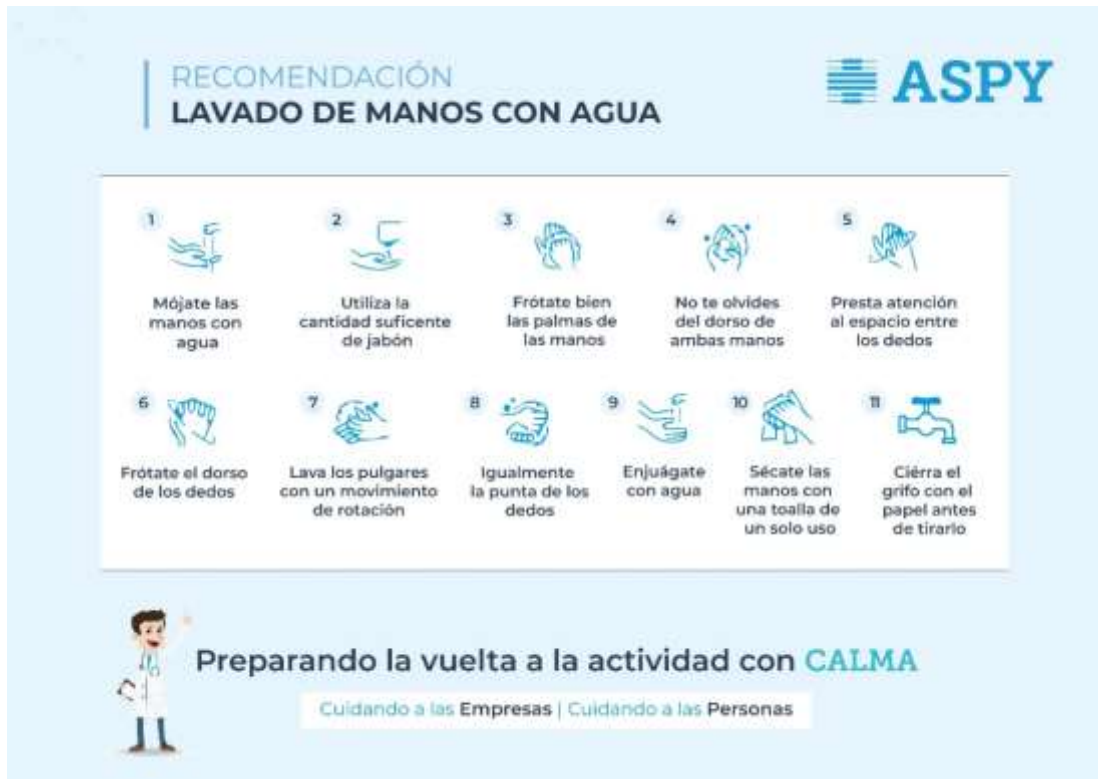 RECOMENDACIÓN
LAVADO DE MANOS CON AGUA
ASPY
1
Mójate las
manos con
agua
2
Utiliza la
cantidad suficente
de jabón
3
Frótate bien
las palmas de
las manos
4
No te olvides
del dorso de
ambas manos
5
Presta atención
al espacio entre
los dedos
6
Frótate el dorso
de los dedos
7
Lava los pulgares
con un movimiento
de rotación
8
Igualmente
la punta de los
dedos
9
Enjuágate
con agua
10
Sécate las
manos con
una toalla de
un solo uso
11
Ciérra el
grifo con el
papel antes
de tirarlo
Preparando la vuelta a la actividad con CALMA
Cuidando a las Empresas | Cuidando a las Personas